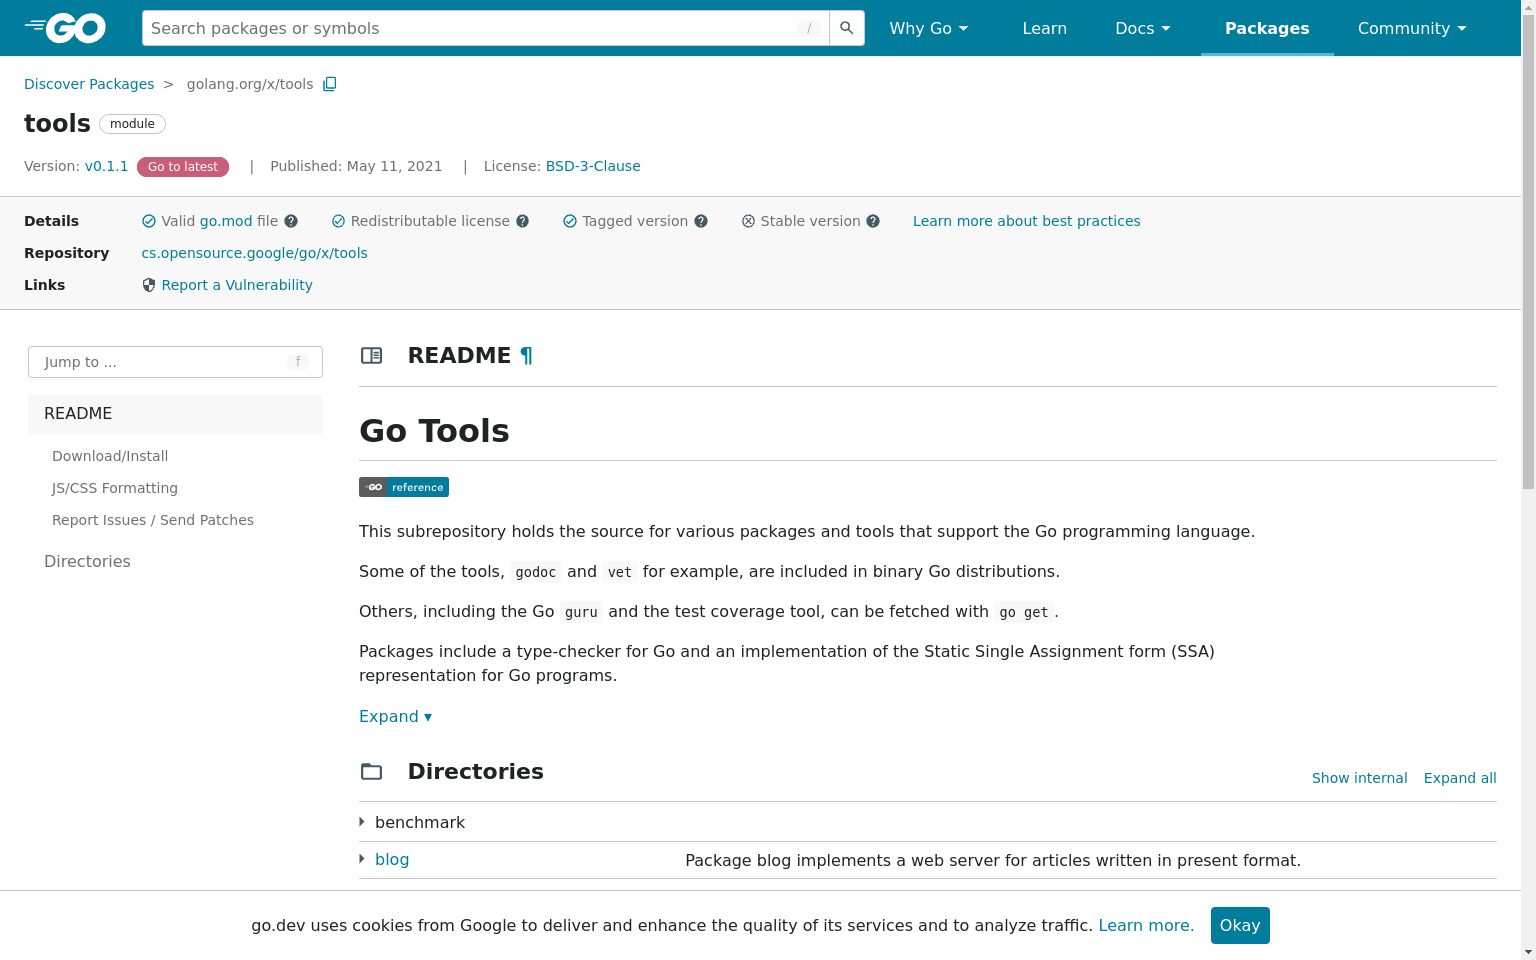 GO
Search packages or symbols /
Why Go
Learn
Docs
Packages
Community
Discover Packages > golang.org/x/tools
tools module
Version: v0.1.1 Go to latest | Published: May 11, 2021 | License: BSD-3-Clause
Details Valid go.mod file ? Redistributable license ? Tagged version ? Stable version ? Learn more about best practices
Repository cs.opensource.google/go/x/tools
Links Report a Vulnerability
Jump to ... f
README
Download/Install
JS/CSS Formatting
Report Issues / Send Patches
Directories
README ¶
Go Tools
GO reference
This subrepository holds the source for various packages and tools that support the Go programming language.
Some of the tools, godoc and vet for example, are included in binary Go distributions.
Others, including the Go guru and the test coverage tool, can be fetched with go get.
Packages include a type-checker for Go and an implementation of the Static Single Assignment form (SSA)
representation for Go programs.
Expand ▾
Directories
Show internal Expand all
benchmark
blog Package blog implements a web server for articles written in present format.
go.dev uses cookies from Google to deliver and enhance the quality of its services and to analyze traffic. Learn more. Okay